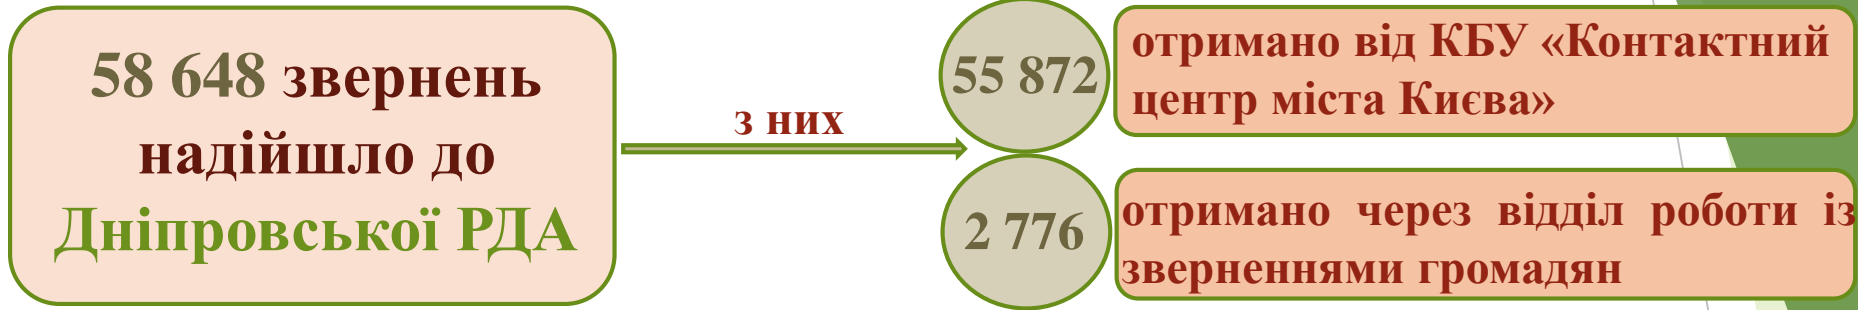 58 648 звернень
надійшло до
Дніпровської РДА
з них
55 872
отримано від КБУ «Контактний
центр міста Києва»
2 776
отримано через відділ роботи із
зверненнями громадян